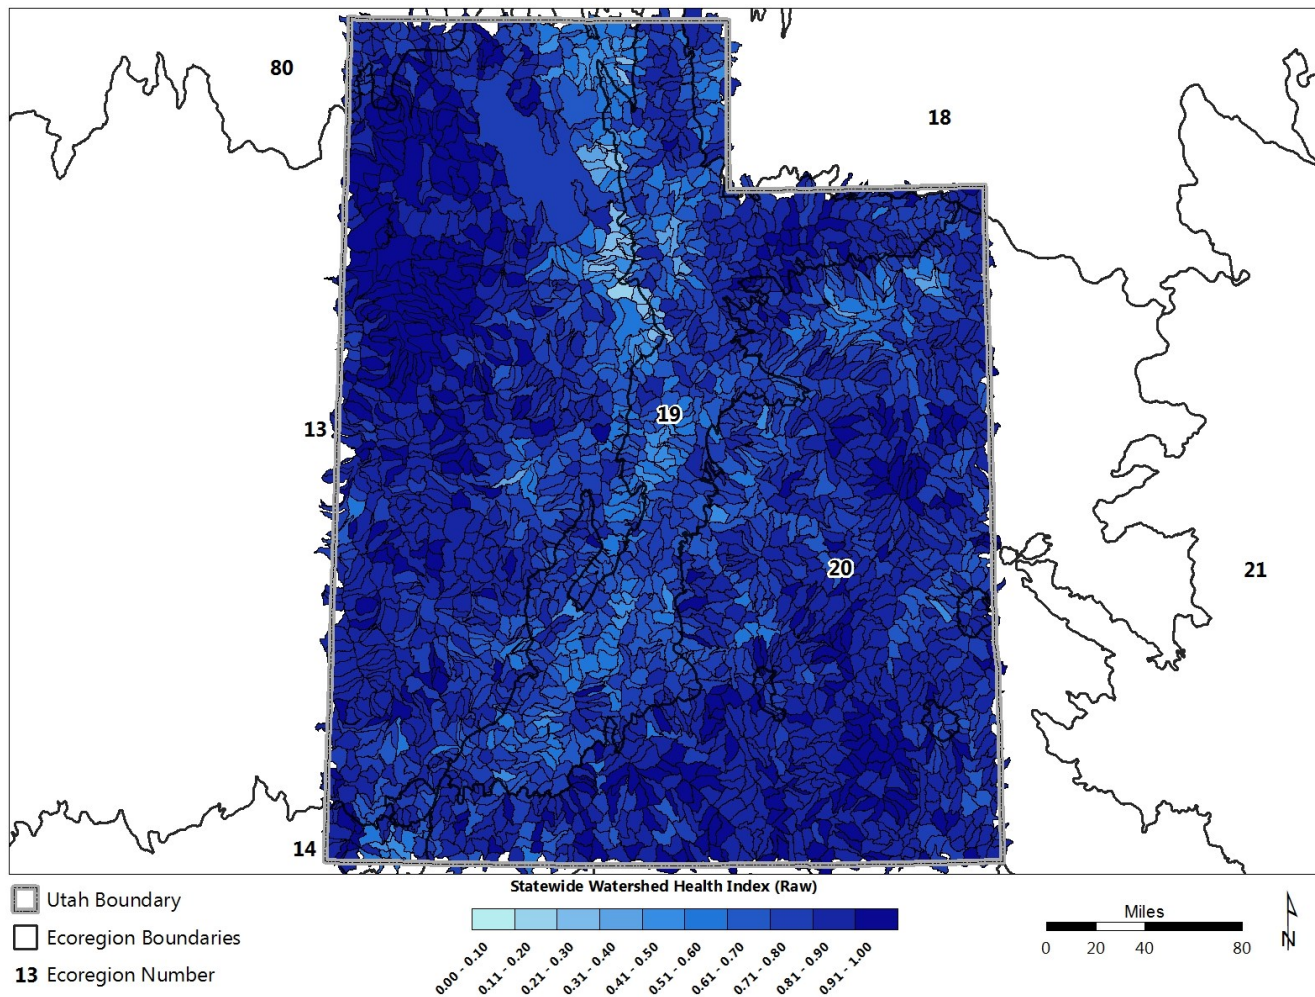 80
18
13
19
20
21
14
Statewide Watershed Health Index (Raw)
0.00 - 0.10
0.11 - 0.20
0.21 - 0.30
0.31 - 0.40
0.41 - 0.50
0.51 - 0.60
0.61 - 0.70
0.71 - 0.80
0.81 - 0.90
0.91 - 1.000
Utah Boundary
Ecoregion Boundaries
13 Ecoregion Number
Miles
0 20 40 80
N